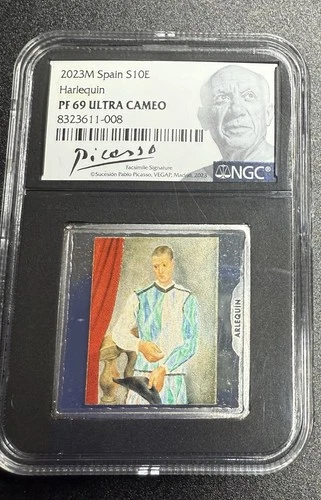 2023M Spain S10E
Harlequin
PF 69 ULTRA CAMEO
8323611-008
Picasso
Facsimile Signature
©Sucesión Pablo Picasso, VEGAP, Madrid, 2023
NGC®
ARLEQUÍN